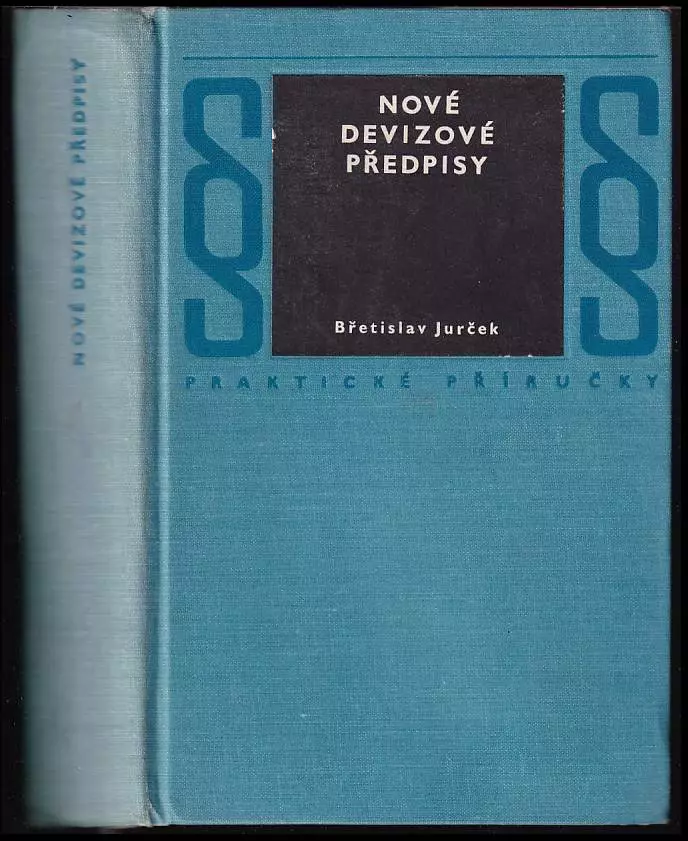 NOVÉ DEVIZOVÉ PŘEDPISY
§ §
NOVÉ
DEVIZOVÉ
PŘEDPISY
Břetislav Jurček
PRAKTICKÉ PŘÍRUČKY